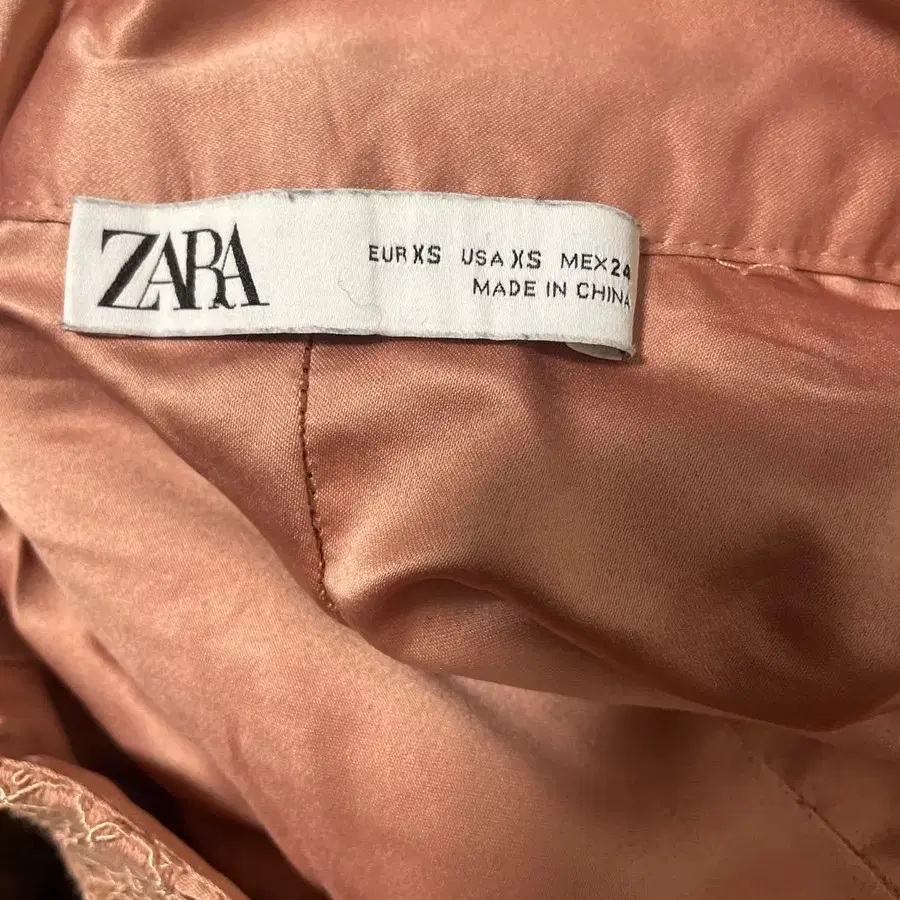 ZARA
EUR XS USA XS MEX 24
MADE IN CHINA